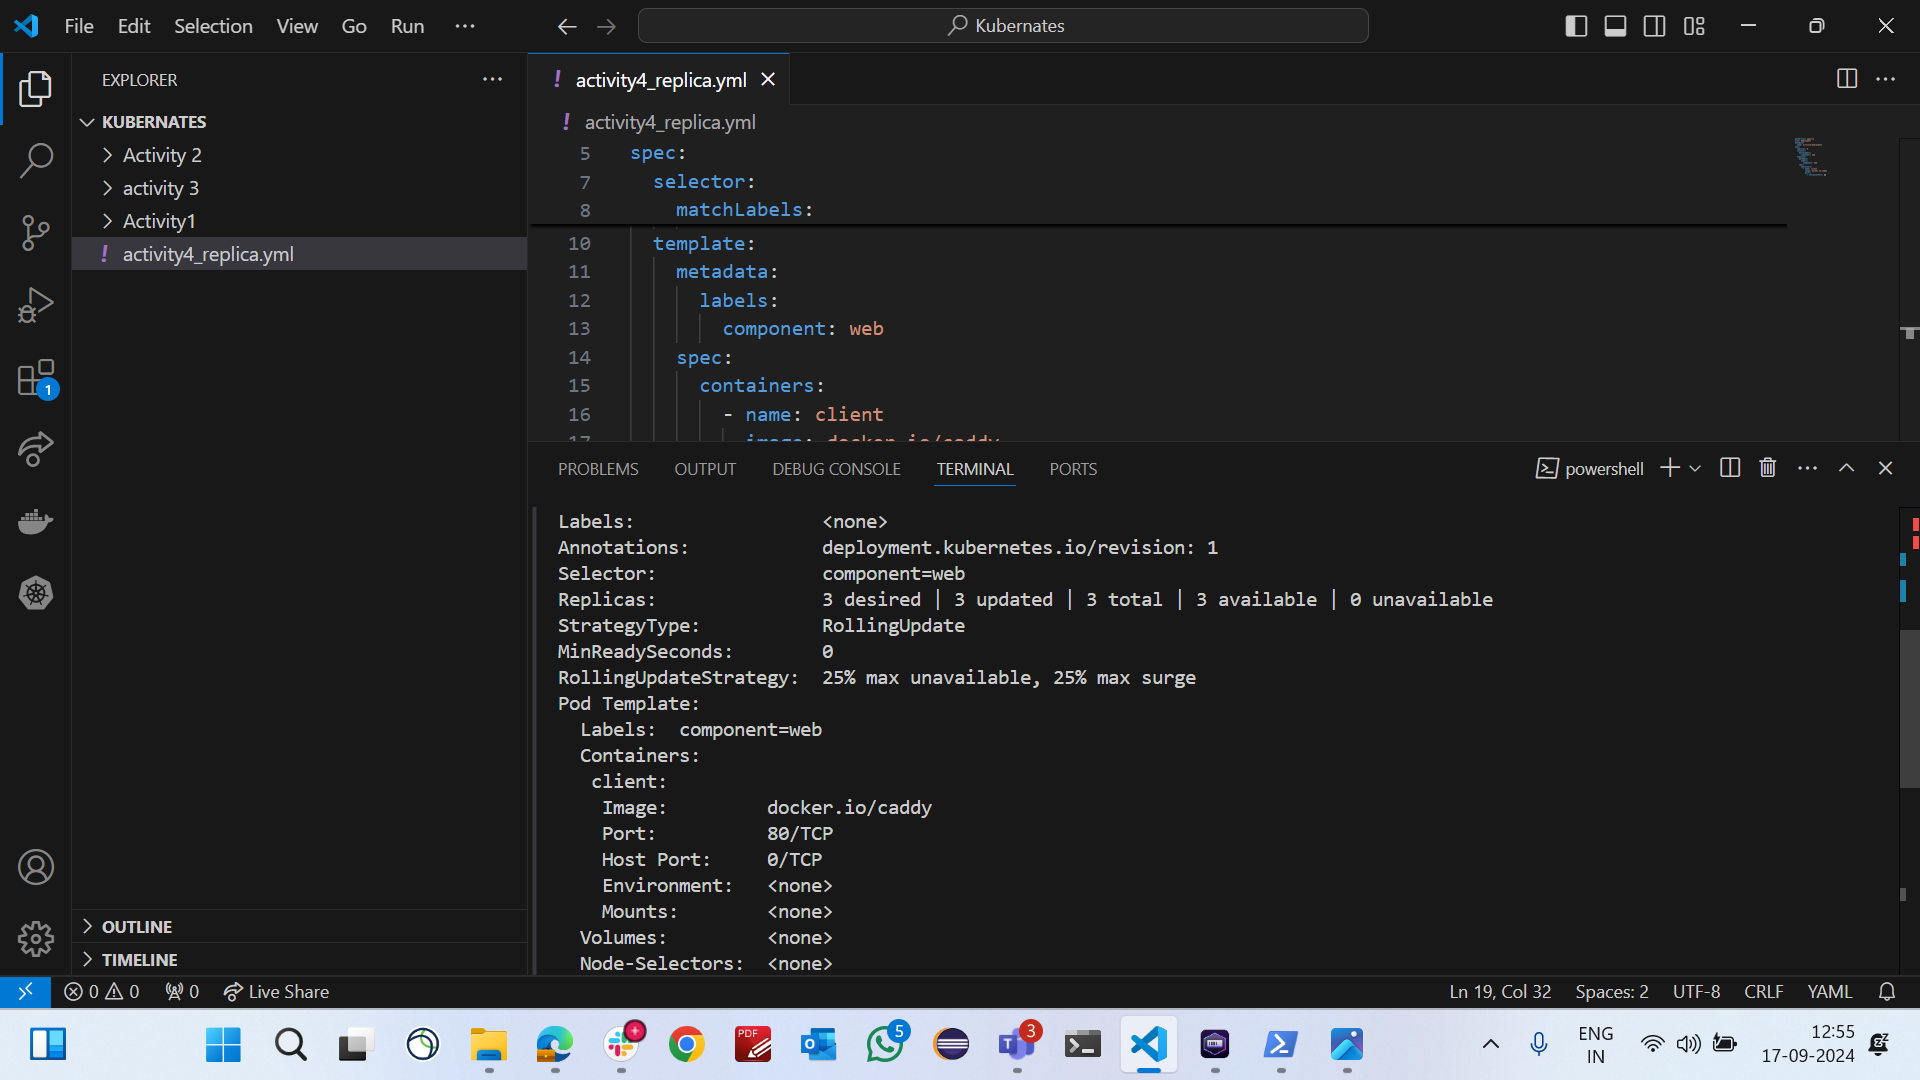 File Edit Selection View Go Run ···
Kubernates
EXPLORER
KUBERNATES
Activity 2
activity 3
Activity1
! activity4_replica.yml
OUTLINE
TIMELINE
! activity4_replica.yml
! activity4_replica.yml
5 spec:
7 selector:
8 matchLabels:
10 template:
11 metadata:
12 labels:
13 component: web
14 spec:
15 containers:
16 - name: client
17 image: docker.io/caddy
PROBLEMS OUTPUT DEBUG CONSOLE TERMINAL PORTS
powershell
Labels: <none>
Annotations: deployment.kubernetes.io/revision: 1
Selector: component=web
Replicas: 3 desired | 3 updated | 3 total | 3 available | 0 unavailable
StrategyType: RollingUpdate
MinReadySeconds: 0
RollingUpdateStrategy: 25% max unavailable, 25% max surge
Pod Template:
Labels: component=web
Containers:
client:
Image: docker.io/caddy
Port: 80/TCP
Host Port: 0/TCP
Environment: <none>
Mounts: <none>
Volumes: <none>
Node-Selectors: <none>
1
0 0 0 Live Share
Ln 19, Col 32 Spaces: 2 UTF-8 CRLF YAML
PDF
5
3
ENG
IN
12:55
17-09-2024